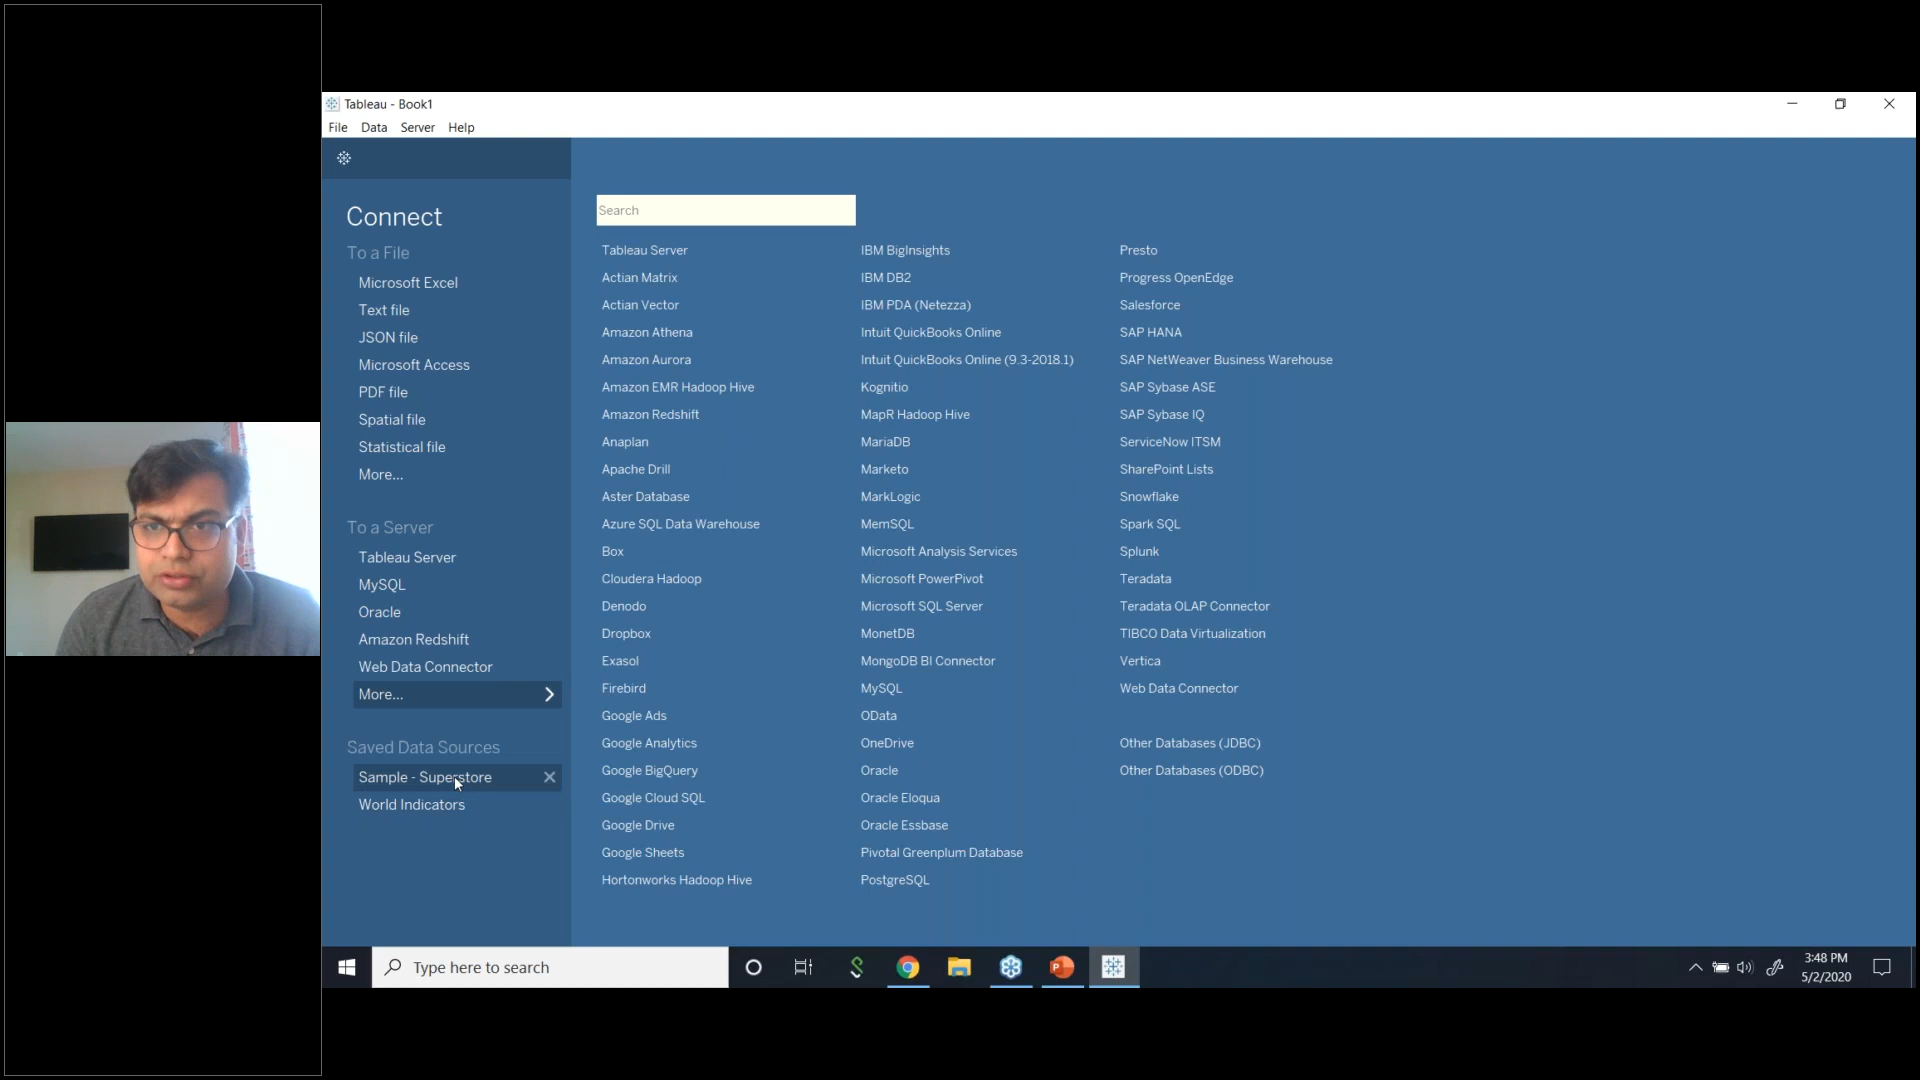 Tableau - Book1
File Data Server Help
Connect
To a File
Microsoft Excel
Text file
JSON file
Microsoft Access
PDF file
Spatial file
Statistical file
More...
To a Server
Tableau Server
MySQL
Oracle
Amazon Redshift
Web Data Connector
More...
Saved Data Sources
Sample - Superstore
World Indicators
Search
Tableau Server
Actian Matrix
Actian Vector
Amazon Athena
Amazon Aurora
Amazon EMR Hadoop Hive
Amazon Redshift
Anaplan
Apache Drill
Aster Database
Azure SQL Data Warehouse
Box
Cloudera Hadoop
Denodo
Dropbox
Exasol
Firebird
Google Ads
Google Analytics
Google BigQuery
Google Cloud SQL
Google Drive
Google Sheets
Hortonworks Hadoop Hive
IBM BigInsights
IBM DB2
IBM PDA (Netezza)
Intuit QuickBooks Online
Intuit QuickBooks Online (9.3-2018.1)
Kognitio
MapR Hadoop Hive
MariaDB
Marketo
MarkLogic
MemSQL
Microsoft Analysis Services
Microsoft PowerPivot
Microsoft SQL Server
MonetDB
MongoDB BI Connector
MySQL
OData
OneDrive
Oracle
Oracle Eloqua
Oracle Essbase
Pivotal Greenplum Database
PostgreSQL
Presto
Progress OpenEdge
Salesforce
SAP HANA
SAP NetWeaver Business Warehouse
SAP Sybase ASE
SAP Sybase IQ
ServiceNow ITSM
SharePoint Lists
Snowflake
Spark SQL
Splunk
Teradata
Teradata OLAP Connector
TIBCO Data Virtualization
Vertica
Web Data Connector
Other Databases (JDBC)
Other Databases (ODBC)
Type here to search
3:48 PM
5/2/2020